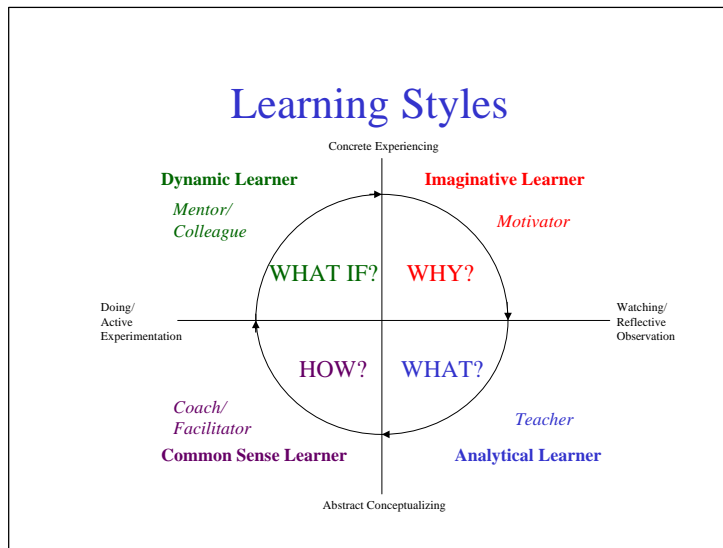 Learning Styles
Concrete Experiencing
Dynamic Learner
Imaginative Learner
Mentor/
Colleague
Motivator
WHAT IF?
WHY?
Doing/
Active
Experimentation
Watching/
Reflective
Observation
HOW?
WHAT?
Coach/
Facilitator
Teacher
Common Sense Learner
Analytical Learner
Abstract Conceptualizing